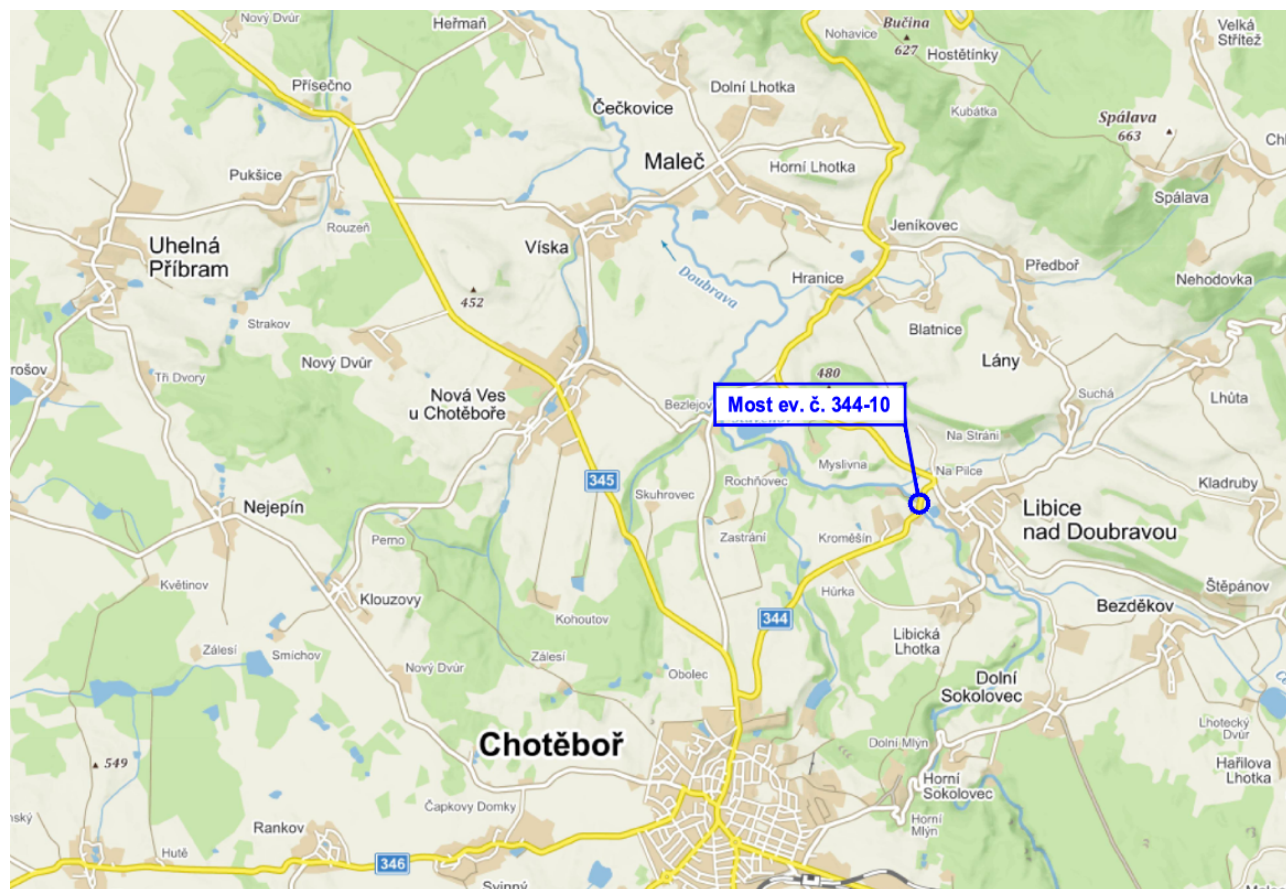 Nový Dvůr
Heřmaň
Bučina
627
Nohavice
Hostětínky
Velká
Střítež
Přísečno
Čečkovice
Dolní Lhotka
Kubátka
Spálava
663
Maleč
Horní Lhotka
Pukšice
Spálava
Rouzeň
Uhelná
Příbram
Víska
Jeníkovec
Doubrava
Hranice
Předboř
Nehodovka
452
Strakov
Blatnice
Nový Dvůr
Lány
Tři Dvory
480
Nová Ves
u Chotěboře
Bezlejov
Most ev. č. 344-10
Suchá
Lhůta
Na Stráni
Myslivna
Na Pilce
345
Rochňovec
Skuhrovec
Kladruby
Nejepín
Libice
nad Doubravou
Perno
Zastrání
Kroměšín
Květinov
Klouzovy
Hůrka
Štěpánov
Kohoutov
344
Bezděkov
Libická
Lhotka
Zálesí
Smíchov
Nový Dvůr
Zálesí
Obolec
Dolní
Sokolovec
Lhotecký
Dvůr
Chotěboř
Dolní Mlýn
549
Hařilova
Lhotka
Horní
Sokolovec
Čapkovy Domky
Horní
Mlýn
Rankov
Hutě
346
Svinný